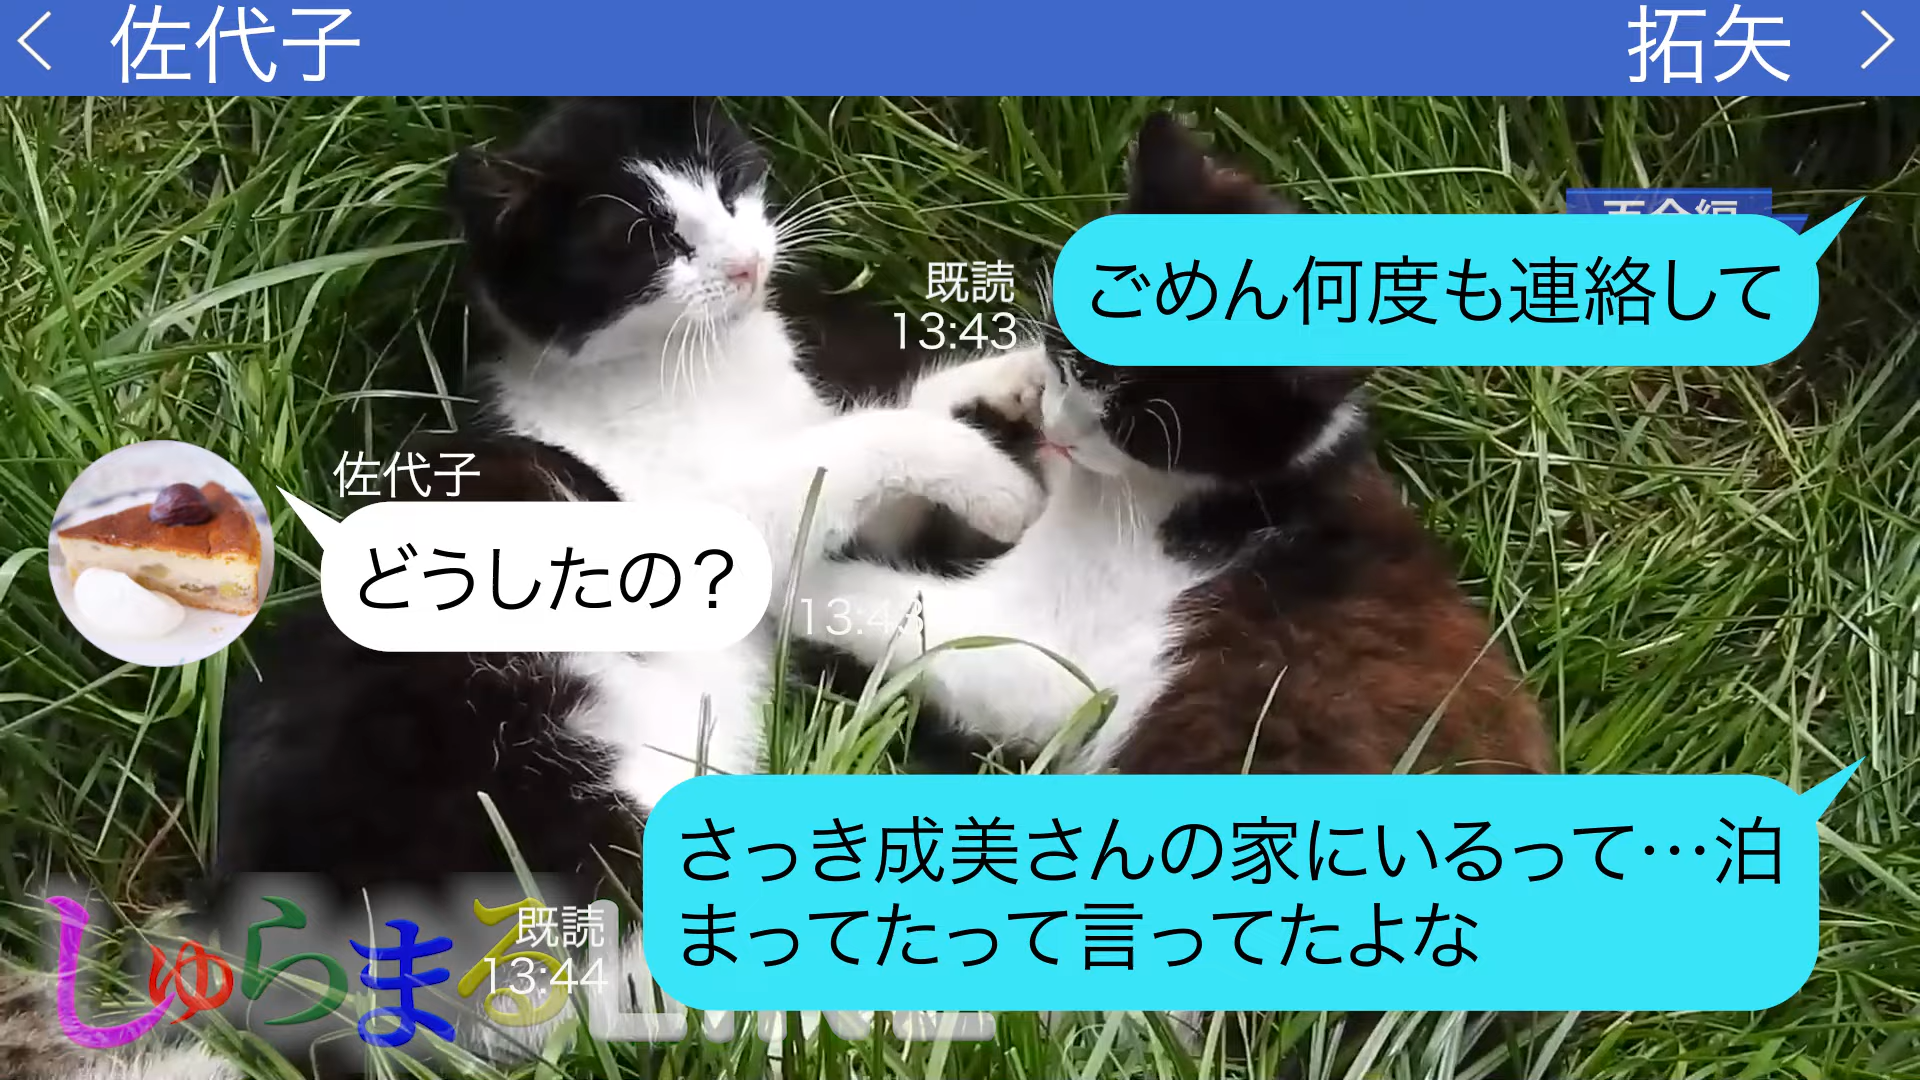 佐代子
拓矢
ごめん何度も連絡して
既読
13:43
佐代子
どうしたの？
13:43
さっき成美さんの家にいるって…泊
まってたって言ってたよな
既読
13:44
しゅらまる